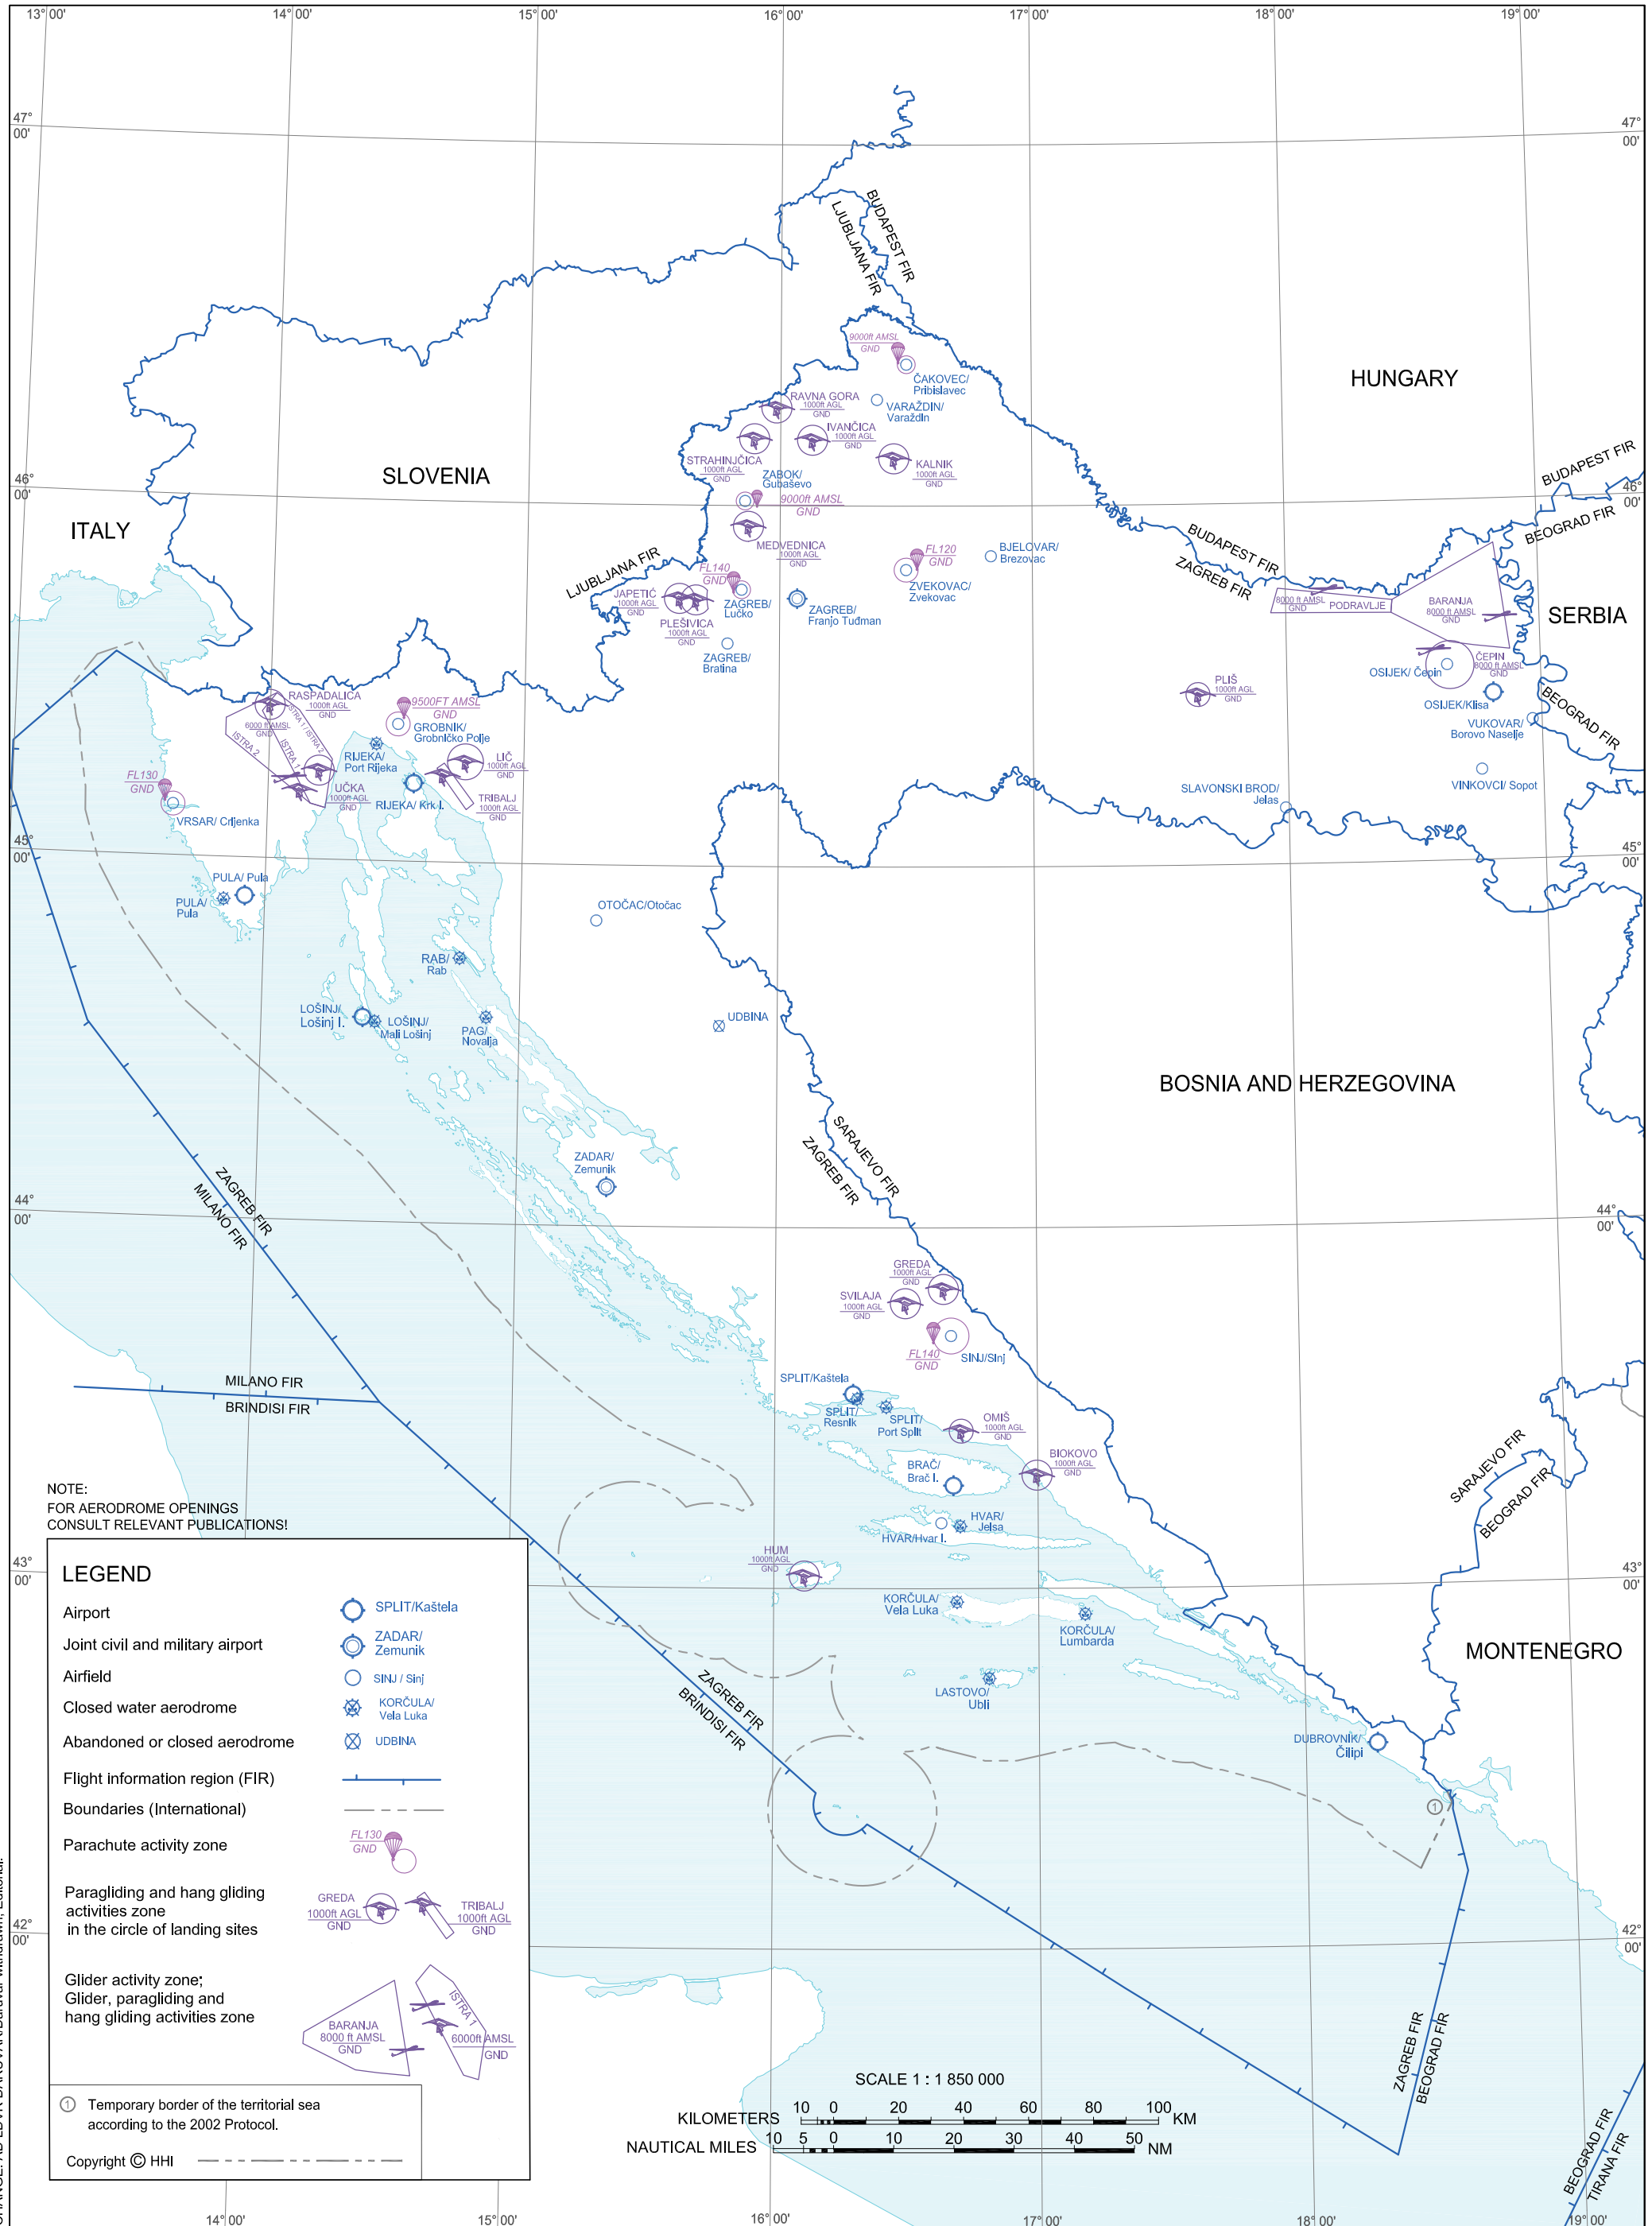 13° 00'
14° 00'
15° 00'
16° 00'
17° 00'
18° 00'
19° 00'
47°
00'
47°
00'
BUDAPEST FIR
LJUBLJANA FIR
9000ft AMSL
GND
ČAKOVEC/
Pribislavec
HUNGARY
RAVNA GORA
1000ft AGL
GND
VARAŽDIN/
Varaždin
IVANČICA
1000ft AGL
GND
STRAHINJČICA
1000ft AGL
GND
KALNIK
1000ft AGL
GND
SLOVENIA
ZABOK/
Gubaševo
9000ft AMSL
GND
BUDAPEST FIR
BEOGRAD FIR
46°
00'
46°
00'
ITALY
MEDVEDNICA
1000ft AGL
GND
FL120
GND
BJELOVAR/
Brezovac
BUDAPEST FIR
ZAGREB FIR
LJUBLJANA FIR
FL140
GND
ZVEKOVAC/
Zvekovac
JAPETIĆ
1000ft AGL
GND
ZAGREB/
Lučko
ZAGREB/
Franjo Tuđman
PLEŠIVICA
1000ft AGL
GND
8000 ft AMSL
GND
PODRAVLJE
BARANJA
8000 ft AMSL
GND
SERBIA
ZAGREB/
Bratina
ČEPIN
8000 ft AMSL
GND
OSIJEK/ Čepin
PLIŠ
1000ft AGL
GND
OSIJEK/Klisa
BEOGRAD FIR
VUKOVAR/
Borovo Naselje
RASPADALICA
1000ft AGL
GND
9500FT AMSL
GND
6000 ft AMSL
GND
ISTRA 1 / ISTRA 2
ISTRA 2
ISTRA 1
GROBNIK/
Grobničko Polje
RIJEKA/
Port Rijeka
LIČ
1000ft AGL
GND
FL130
GND
UČKA
1000ft AGL
GND
RIJEKA/ Krk I.
TRIBALJ
1000ft AGL
GND
VRSAR/ Crljenka
SLAVONSKI BROD/
Jelas
VINKOVCI/ Sopot
45°
00'
45°
00'
PULA/ Pula
PULA/
Pula
OTOČAC/Otočac
RAB/
Rab
LOŠINJ/
Lošinj I.
LOŠINJ/
Mali Lošinj
PAG/
Novalja
UDBINA
BOSNIA AND HERZEGOVINA
SARAJEVO FIR
ZAGREB FIR
ZADAR/
Zemunik
ZAGREB FIR
MILANO FIR
44°
00'
44°
00'
GREDA
1000ft AGL
GND
SVILAJA
1000ft AGL
GND
FL140
GND
SINJ/Sinj
MILANO FIR
BRINDISI FIR
SPLIT/Kaštela
SPLIT/
Resnik
SPLIT/
Port Split
OMIŠ
1000ft AGL
GND
BIOKOVO
1000ft AGL
GND
BRAČ/
Brač I.
SARAJEVO FIR
BEOGRAD FIR
HVAR/
Jelsa
HVAR/Hvar I.
HUM
1000ft AGL
GND
43°
00'
43°
00'
KORČULA/
Vela Luka
KORČULA/
Lumbarda
MONTENEGRO
LASTOVO/
Ubli
ZAGREB FIR
BRINDISI FIR
DUBROVNIK/
Čilipi
1
NOTE:
FOR AERODROME OPENINGS
CONSULT RELEVANT PUBLICATIONS!
LEGEND
Airport
SPLIT/Kaštela
Joint civil and military airport
ZADAR/
Zemunik
Airfield
SINJ / Sinj
Closed water aerodrome
KORČULA/
Vela Luka
Abandoned or closed aerodrome
UDBINA
Flight information region (FIR)
Boundaries (International)
Parachute activity zone
FL130
GND
Paragliding and hang gliding
activities zone
in the circle of landing sites
GREDA
1000ft AGL
GND
TRIBALJ
1000ft AGL
GND
Glider activity zone;
Glider, paragliding and
hang gliding activities zone
BARANJA
8000 ft AMSL
GND
ISTRA 1
6000ft AMSL
GND
1 Temporary border of the territorial sea
according to the 2002 Protocol.
Copyright © HHI
42°
00'
42°
00'
ZAGREB FIR
BEOGRAD FIR
BEOGRAD FIR
TIRANA FIR
SCALE 1 : 1 850 000
KILOMETERS 10 0 20 40 60 80 100 KM
NAUTICAL MILES 10 5 0 10 20 30 40 50 NM
14° 00'
15° 00'
16° 00'
17° 00'
18° 00'
19° 00'